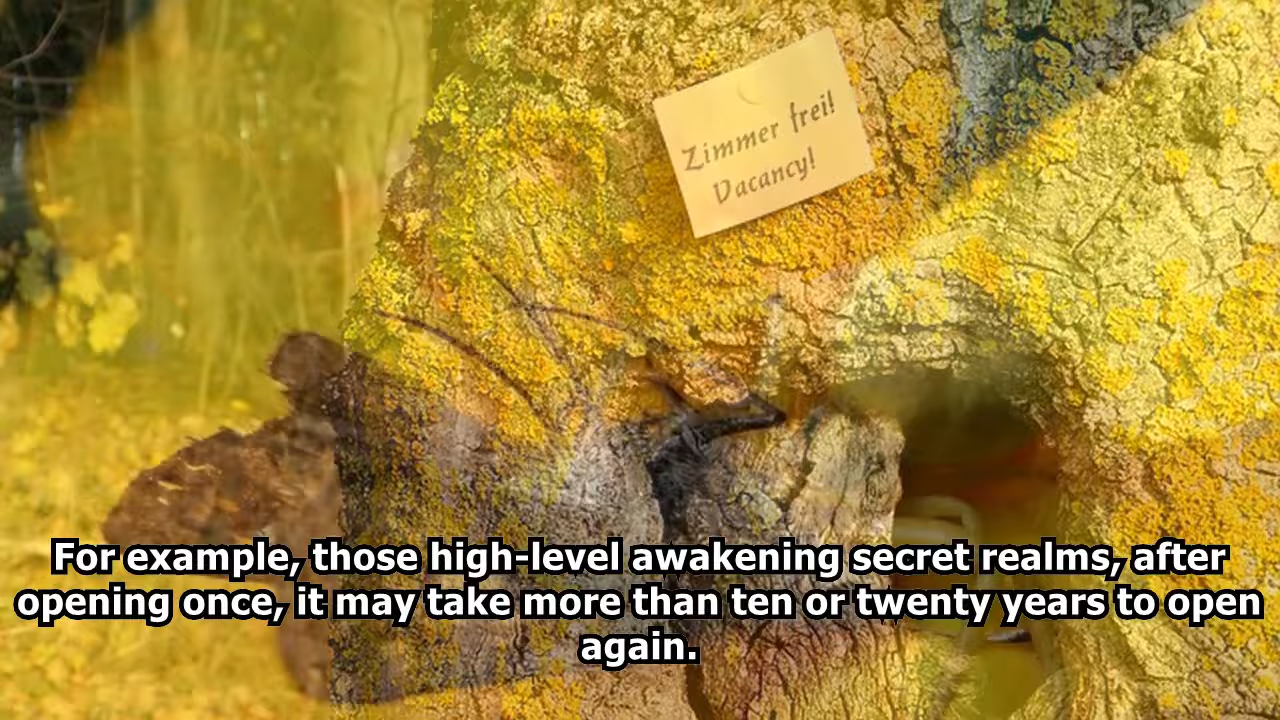 Zimmer frei!
Vacancy!
For example, those high-level awakening secret realms, after
opening once, it may take more than ten or twenty years to open
again.